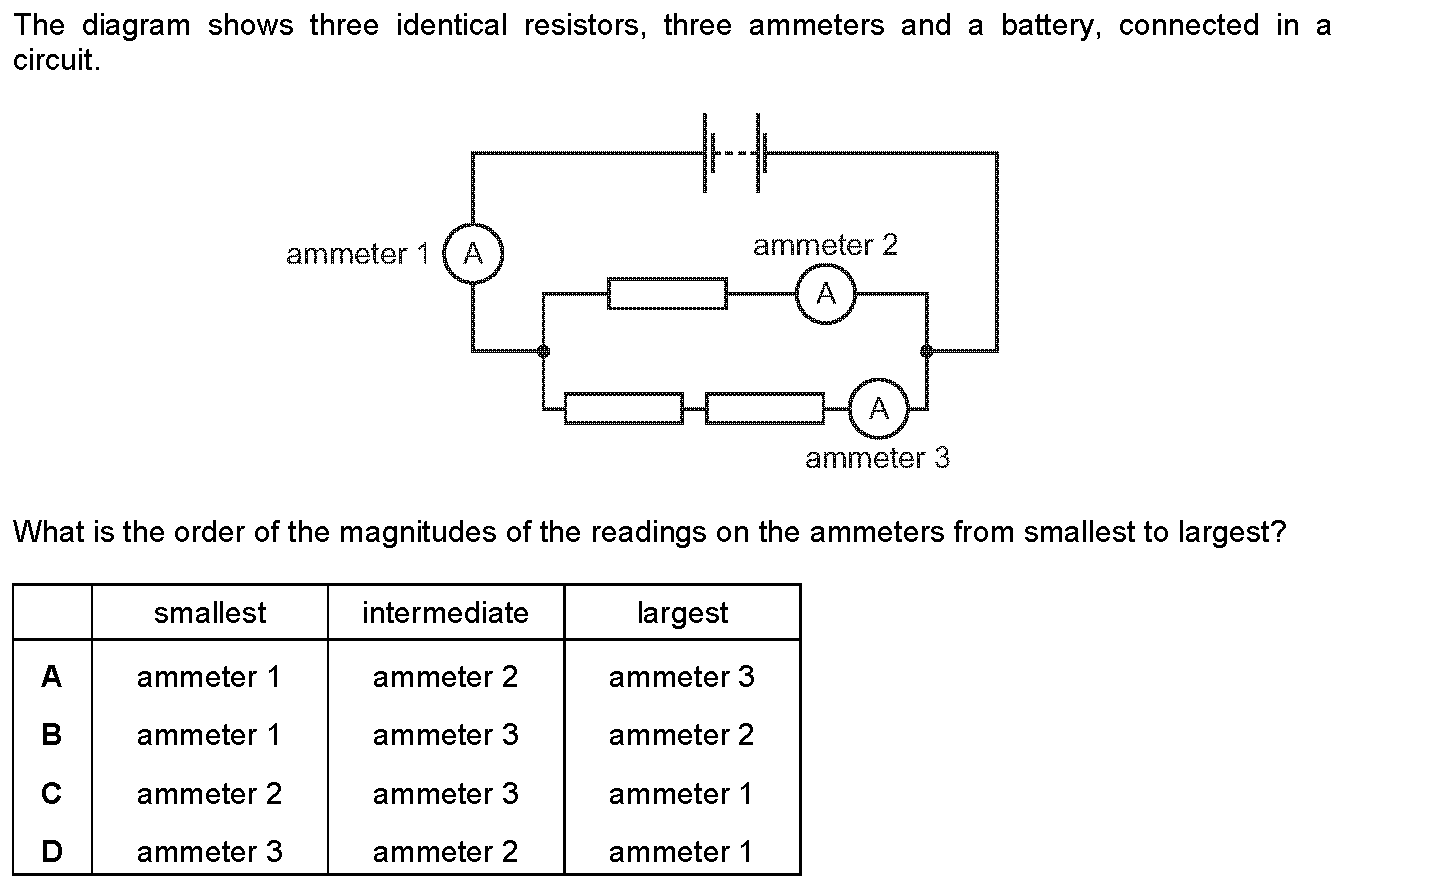 The diagram shows three identical resistors, three ammeters and a battery, connected in a
circuit.
ammeter 1
A
ammeter 2
A
A
ammeter 3
What is the order of the magnitudes of the readings on the ammeters from smallest to largest?
smallest intermediate largest
A ammeter 1 ammeter 2 ammeter 3
B ammeter 1 ammeter 3 ammeter 2
C ammeter 2 ammeter 3 ammeter 1
D ammeter 3 ammeter 2 ammeter 1